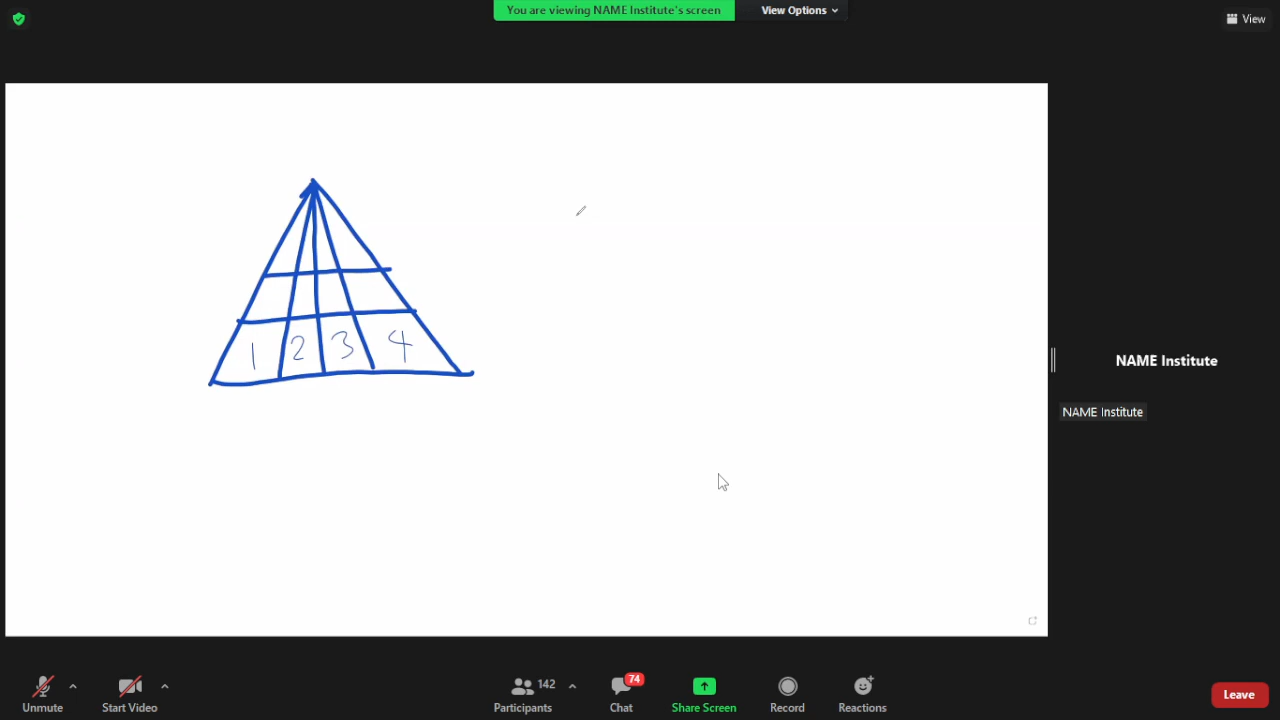 You are viewing NAME Institute's screen
View Options
View
1 2 3 4
NAME Institute
NAME Institute
Unmute
Start Video
142
Participants
74
Chat
Share Screen
Record
Reactions
Leave